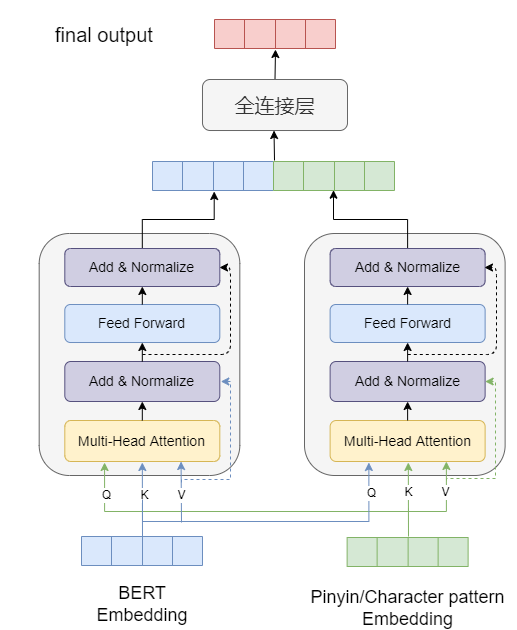 final output
全连接层
Add & Normalize
Feed Forward
Add & Normalize
Multi-Head Attention
Q K V
BERT
Embedding
Add & Normalize
Feed Forward
Add & Normalize
Multi-Head Attention
Q K V
Pinyin/Character pattern
Embedding